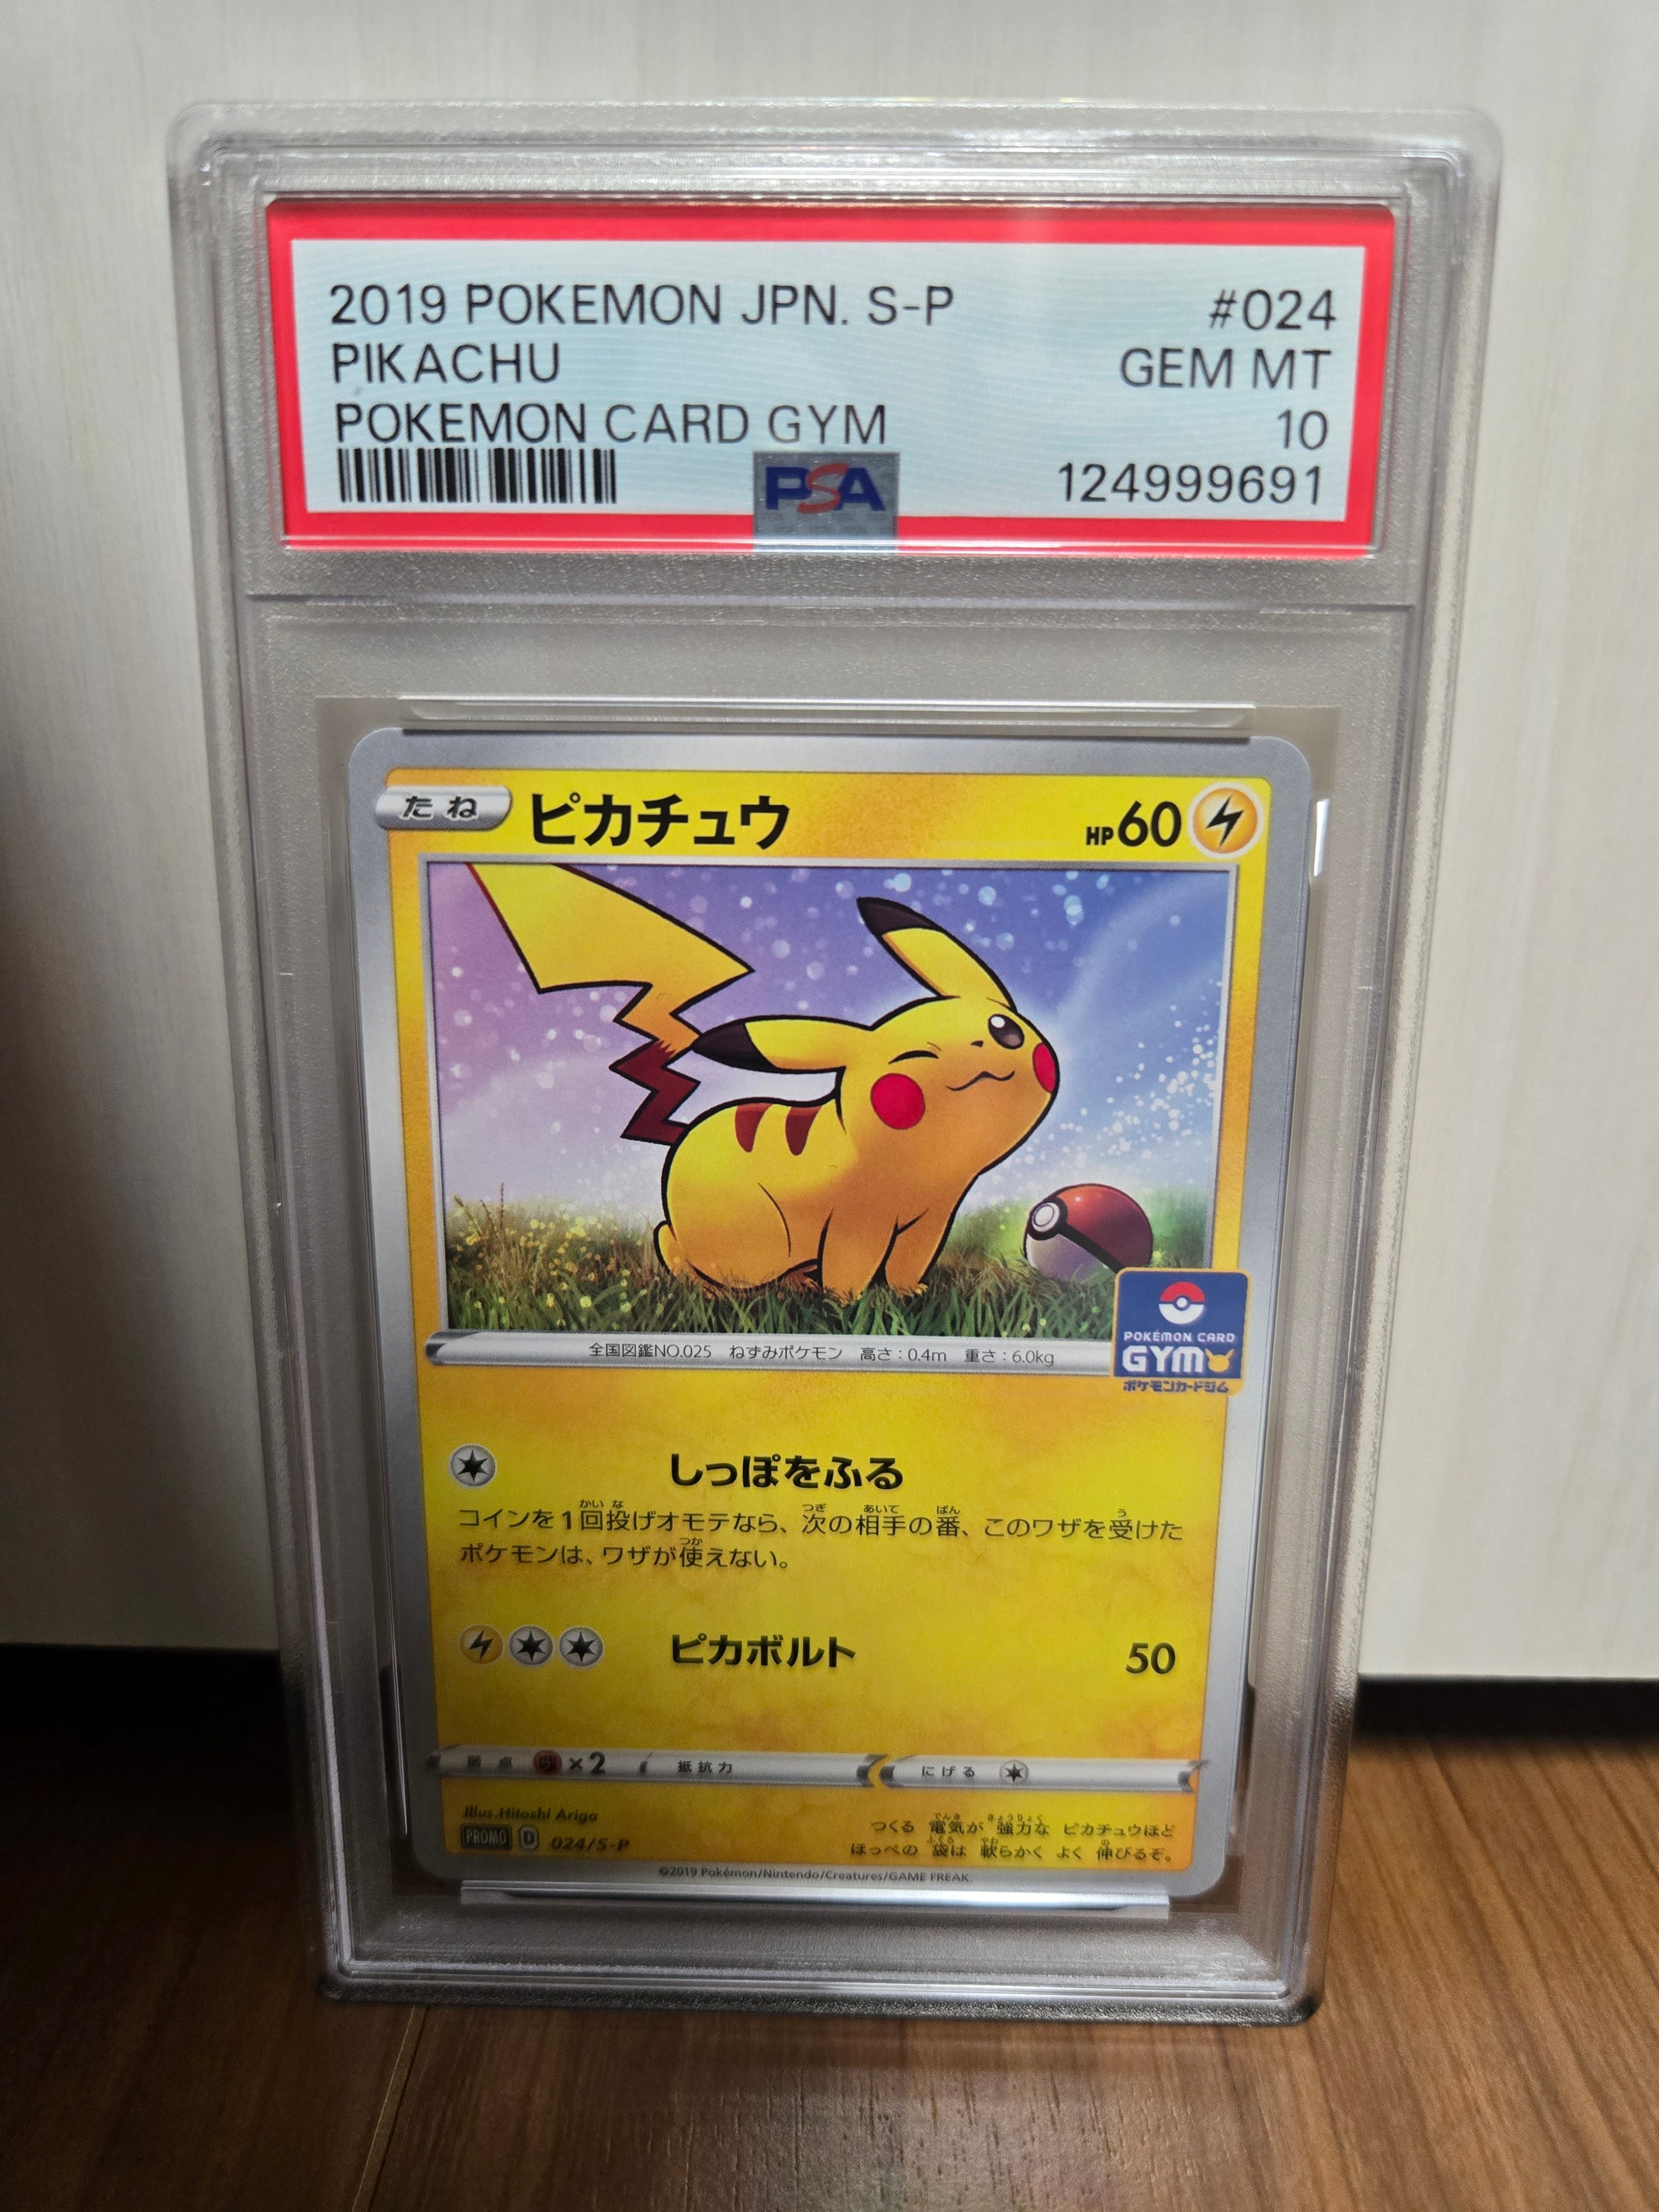 2019 POKEMON JPN. S-P #024
PIKACHU GEM MT
POKEMON CARD GYM 10
PSA 124999691
たね ピカチュウ HP60
全国図鑑NO.025 ねずみポケモン 高さ：0.4m 重さ：6.0kg
POKÉMON CARD
GYM
ポケモンカードジム
しっぽをふる
コインを1回投げオモテなら、次の相手の番、このワザを受けた
ポケモンは、ワザが使えない。
ピカボルト 50
弱点 ×2 抵抗力 にげる
Illus.Hitoshi Ariga
PROMO D 024/S-P
つくる 電気が 強力な ピカチュウほど
ほっぺの 袋は 軟らかく よく 伸びるぞ。
©2019 Pokémon/Nintendo/Creatures/GAME FREAK.